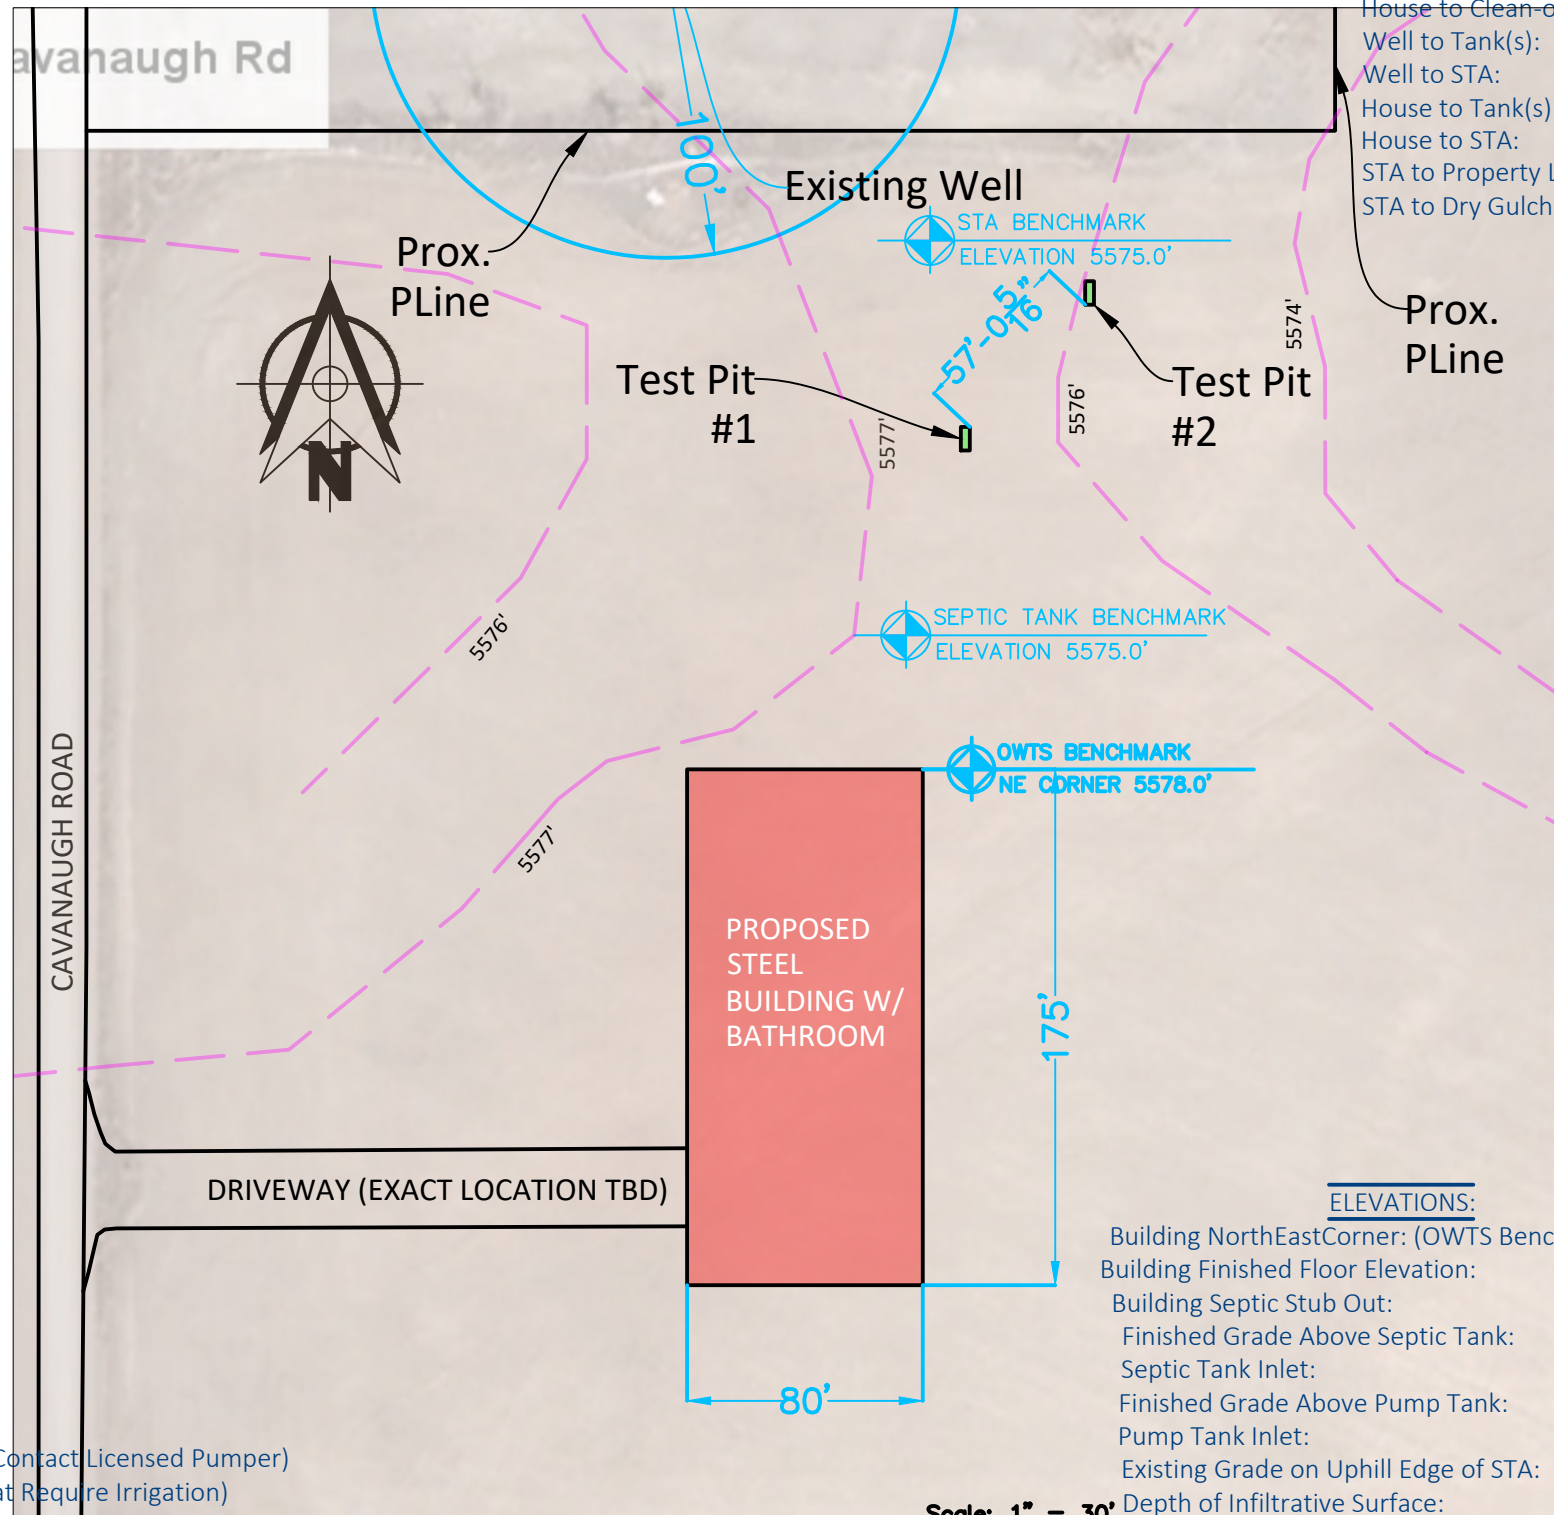 House to Clean-o
Well to Tank(s):
Well to STA:
House to Tank(s)
House to STA:
STA to Property L
STA to Dry Gulch
avanaugh Rd
100'
Existing Well
STA BENCHMARK
ELEVATION 5575.0'
Prox.
PLine
Prox.
PLine
57'-0 5/16"
5574'
Test Pit
#1
Test Pit
#2
5576'
5577'
N
5576'
SEPTIC TANK BENCHMARK
ELEVATION 5575.0'
OWTS BENCHMARK
NE CORNER 5578.0'
5577'
CAVANAUGH ROAD
PROPOSED
STEEL
BUILDING W/
BATHROOM
175'
DRIVEWAY (EXACT LOCATION TBD)
80'
ELEVATIONS:
Building NorthEastCorner: (OWTS Benc
Building Finished Floor Elevation:
Building Septic Stub Out:
Finished Grade Above Septic Tank:
Septic Tank Inlet:
Finished Grade Above Pump Tank:
Pump Tank Inlet:
Existing Grade on Uphill Edge of STA:
Depth of Infiltrative Surface:
Contact Licensed Pumper)
at Require Irrigation)
Scale: 1" = 30'